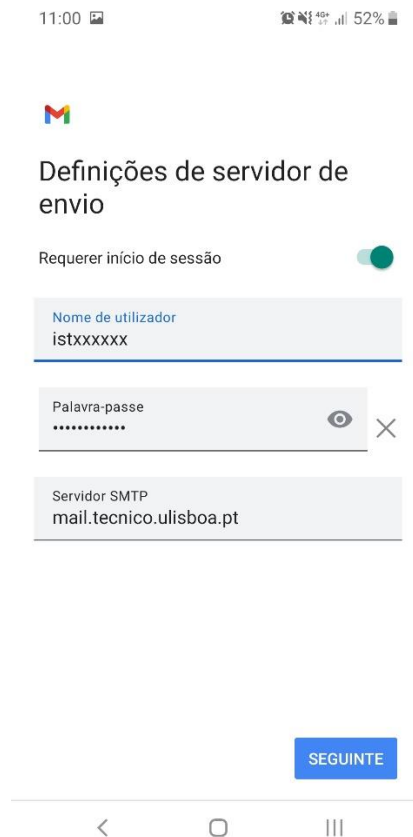 11:00 4G+ 52%
Definições de servidor de
envio
Requerer início de sessão
Nome de utilizador
istxxxxxx
Palavra-passe
••••••••••••
Servidor SMTP
mail.tecnico.ulisboa.pt
SEGUINTE